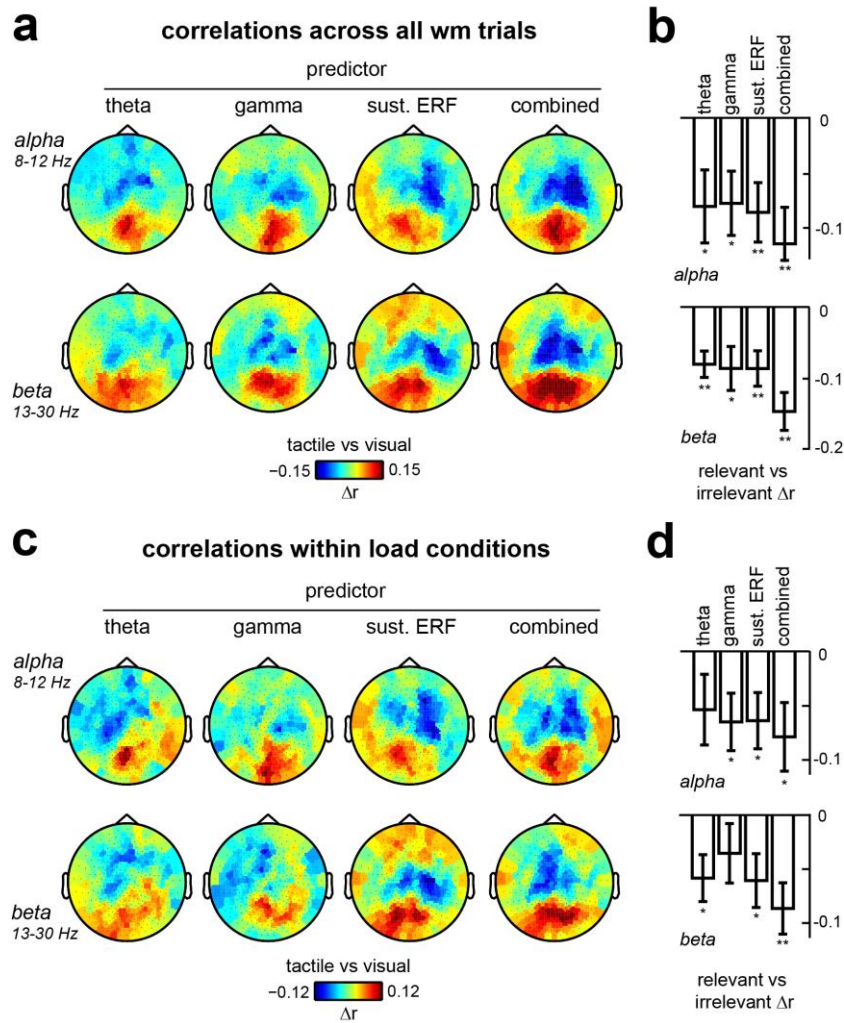 a
correlations across all wm trials
predictor
theta gamma sust. ERF combined
alpha
8-12 Hz
beta
13-30 Hz
tactile vs visual
−0.15 0.15
Δr
b
theta gamma sust. ERF combined
0
-0.1
* * ** **
alpha
0
-0.1
** * ** **
-0.2
beta
relevant vs
irrelevant Δr
c
correlations within load conditions
predictor
theta gamma sust. ERF combined
alpha
8-12 Hz
beta
13-30 Hz
tactile vs visual
−0.12 0.12
Δr
d
theta gamma sust. ERF combined
0
-0.1
* * *
alpha
0
-0.1
* * **
beta
relevant vs
irrelevant Δr